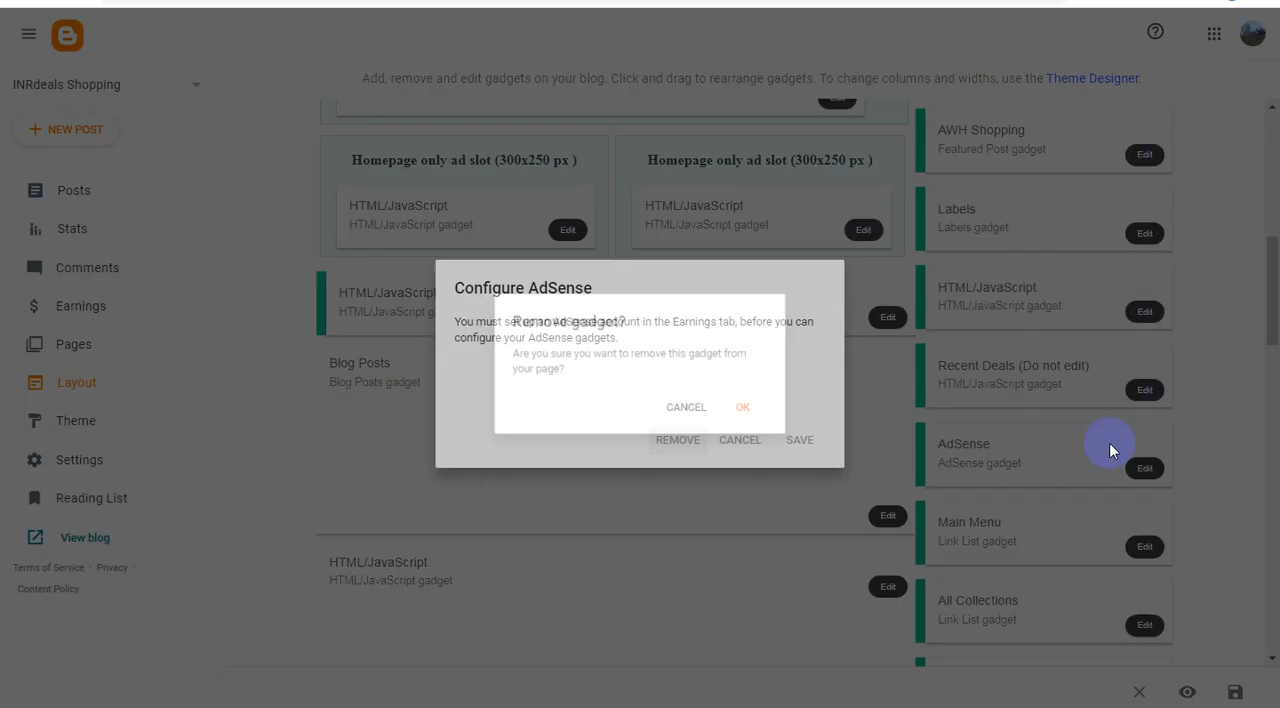 INRdeals Shopping
NEW POST
Posts
Stats
Comments
Earnings
Pages
Layout
Theme
Settings
Reading List
View blog
Terms of Service · Privacy ·
Content Policy
Add, remove and edit gadgets on your blog. Click and drag to rearrange gadgets. To change columns and widths, use the Theme Designer.
Edit
Homepage only ad slot (300x250 px )
HTML/JavaScript
HTML/JavaScript gadget
Edit
Homepage only ad slot (300x250 px )
HTML/JavaScript
HTML/JavaScript gadget
Edit
HTML/JavaScript
HTML/JavaScript
Edit
Blog Posts
Blog Posts gadget
Edit
HTML/JavaScript
HTML/JavaScript gadget
Edit
Configure AdSense
You must set up an AdSense account in the Earnings tab, before you can
configure your AdSense gadgets.
REMOVE CANCEL SAVE
Remove gadget?
Are you sure you want to remove this gadget from
your page?
CANCEL OK
AWH Shopping
Featured Post gadget
Edit
Labels
Labels gadget
Edit
HTML/JavaScript
HTML/JavaScript gadget
Edit
Recent Deals (Do not edit)
HTML/JavaScript gadget
Edit
AdSense
AdSense gadget
Edit
Main Menu
Link List gadget
Edit
All Collections
Link List gadget
Edit